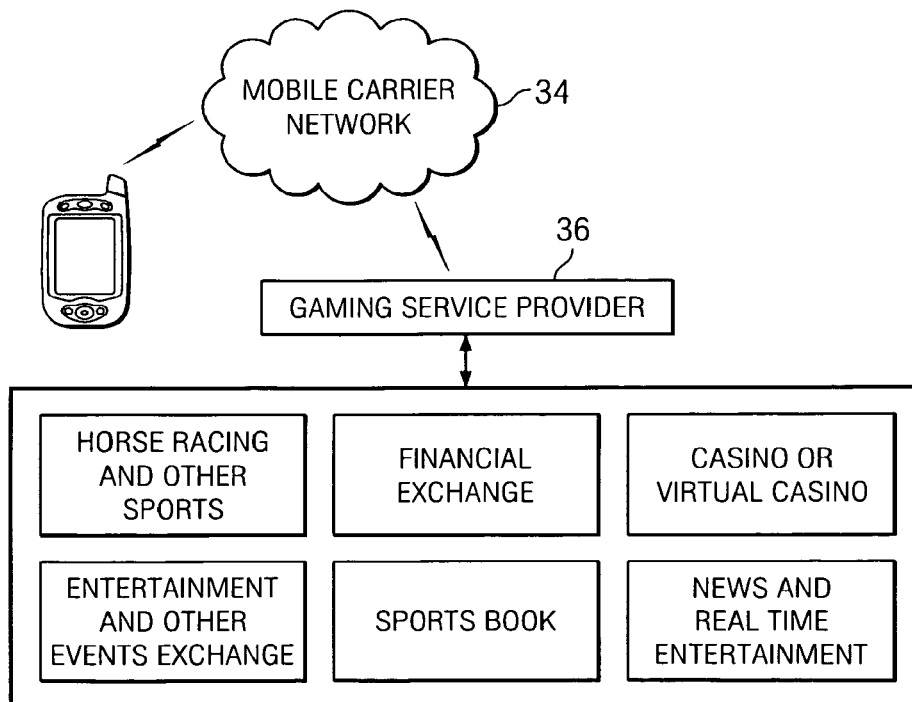 MOBILE CARRIER
NETWORK
34
36
GAMING SERVICE PROVIDER
HORSE RACING
AND OTHER
SPORTS
FINANCIAL
EXCHANGE
CASINO OR
VIRTUAL CASINO
ENTERTAINMENT
AND OTHER
EVENTS EXCHANGE
SPORTS BOOK
NEWS AND
REAL TIME
ENTERTAINMENT